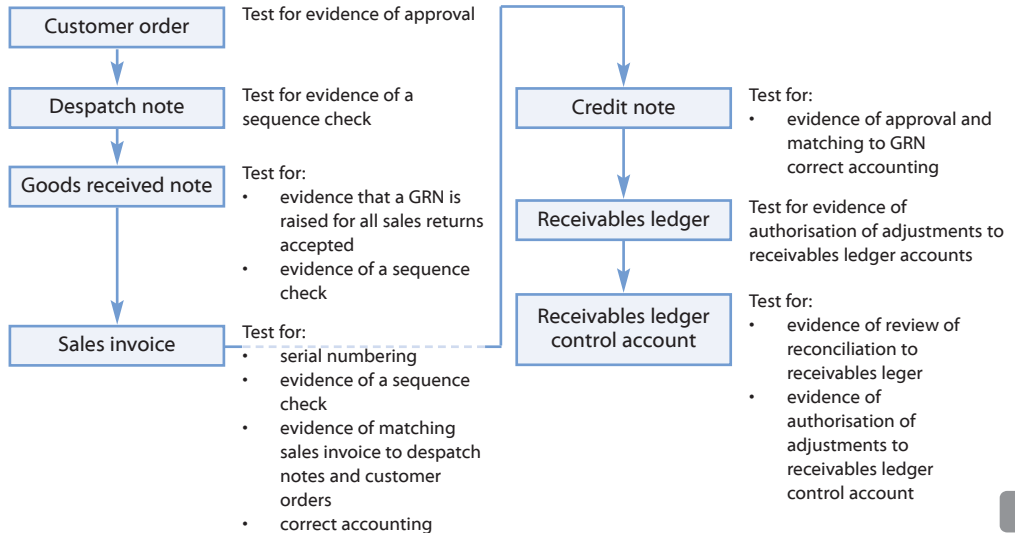 Customer order
Test for evidence of approval
Despatch note
Test for evidence of a
sequence check
Goods received note
Test for:
• evidence that a GRN is
raised for all sales returns
accepted
• evidence of a sequence
check
Sales invoice
Test for:
• serial numbering
• evidence of a sequence
check
• evidence of matching
sales invoice to despatch
notes and customer
orders
• correct accounting
Credit note
Test for:
• evidence of approval and
matching to GRN
correct accounting
Receivables ledger
Test for evidence of
authorisation of adjustments to
receivables ledger accounts
Receivables ledger
control account
Test for:
• evidence of review of
reconciliation to
receivables leger
• evidence of
authorisation of
adjustments to
receivables ledger
control account